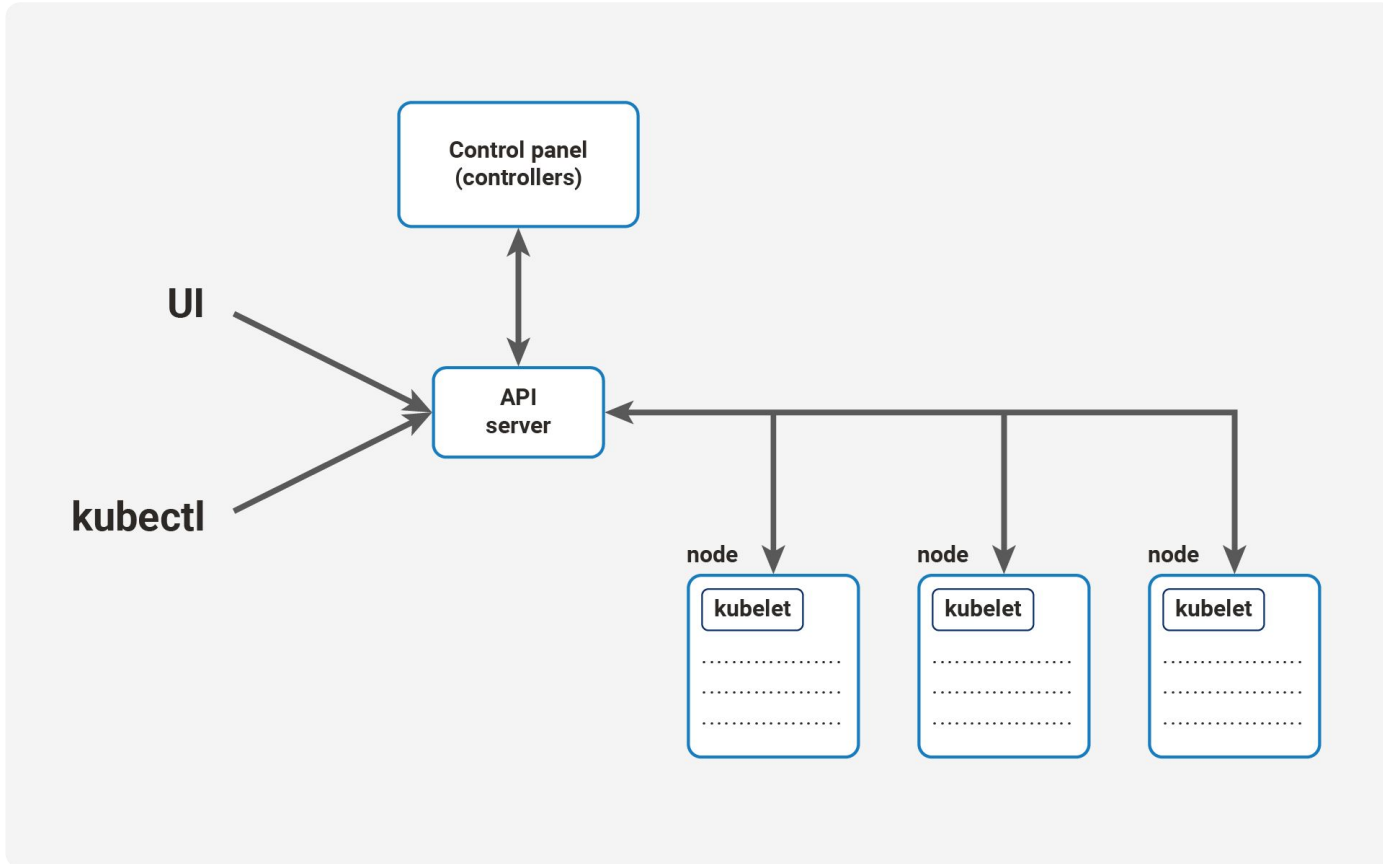 Control panel
(controllers)
UI
API
server
kubectl
node
node
node
kubelet
kubelet
kubelet